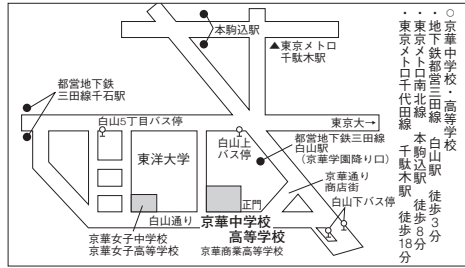 ○京華中学校・高等学校
・地下鉄都営三田線 白山駅 徒歩3分
・東京メトロ南北線 本駒込駅 徒歩8分
・東京メトロ千代田線 千駄木駅 徒歩18分
本駒込駅
▲東京メトロ
千駄木駅
都営地下鉄
三田線千石駅
東京大→
白山5丁目バス停
白山上
バス停
都営地下鉄三田線
白山駅
(京華学園降り口)
東洋大学
京華通り
商店街
正門
白山下バス停
白山通り
京華中学校
高等学校
京華女子中学校
京華女子高等学校
京華商業高等学校